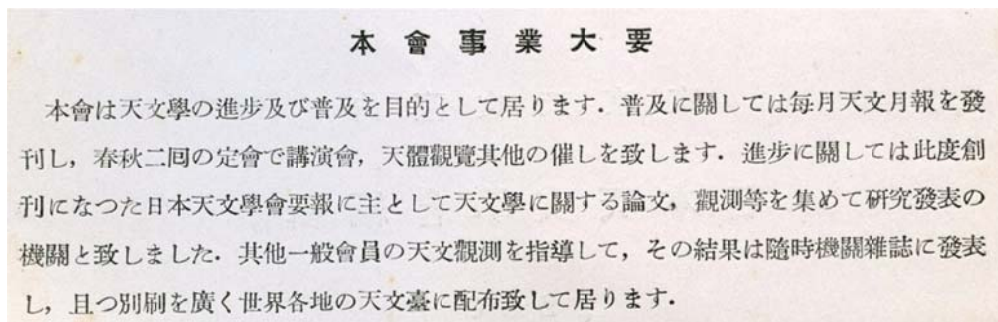 本會事業大要
本會は天文學の進步及び普及を目的として居ります．普及に關しては每月天文月報を發
刊し，春秋二囘の定會で講演會，天體觀覽其他の催しを致します．進步に關しては此度創
刊になつた日本天文學會要報に主として天文學に關する論文，觀測等を集めて硏究發表の
機關と致しました．其他一般會員の天文觀測を指導して，その結果は隨時機關雜誌に發表
し，且つ別刷を廣く世界各地の天文臺に配布致して居ります．